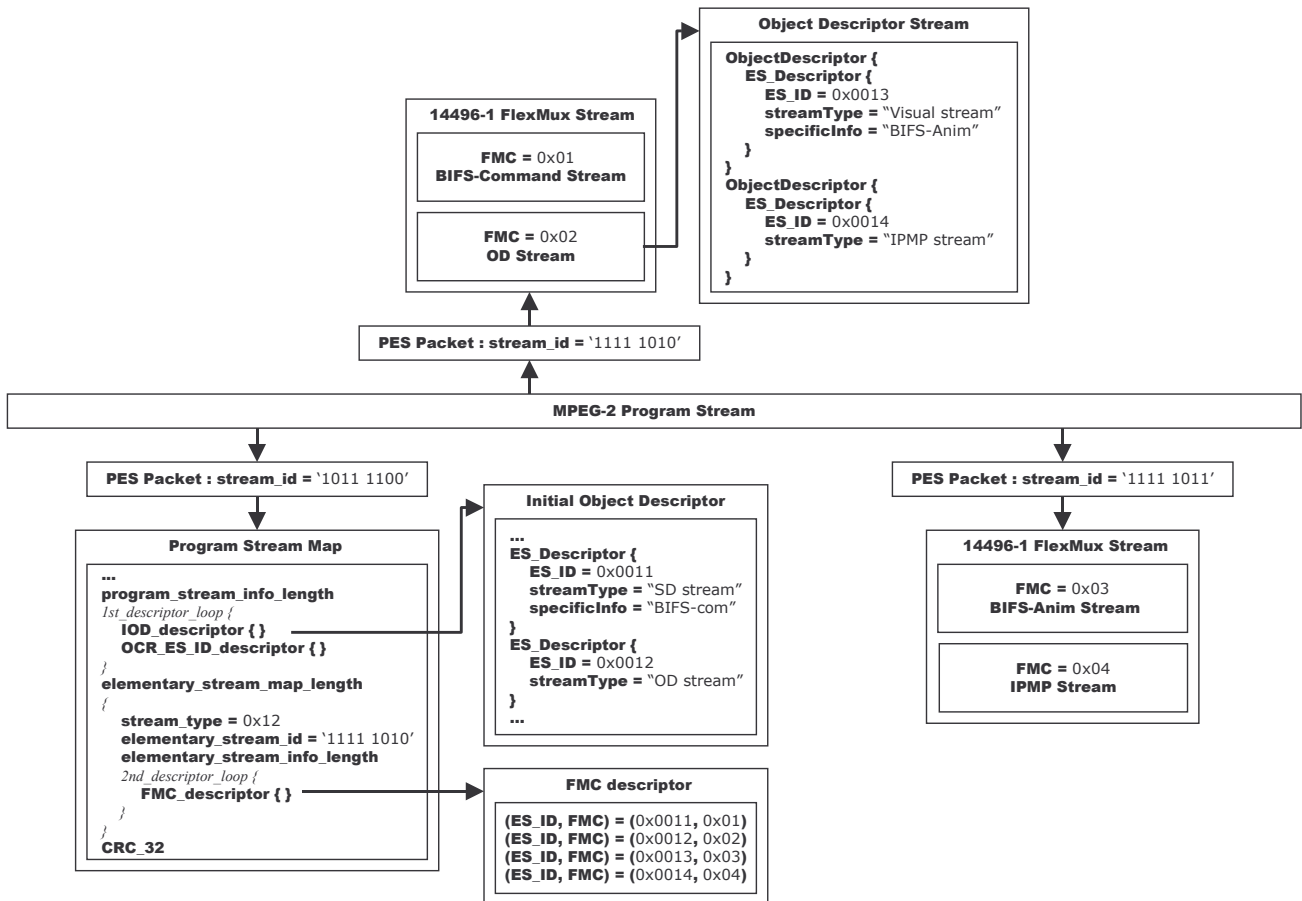 Object Descriptor Stream
ObjectDescriptor {
ES_Descriptor {
ES_ID = 0x0013
streamType = “Visual stream”
specificInfo = “BIFS-Anim”
}
}
ObjectDescriptor {
ES_Descriptor {
ES_ID = 0x0014
streamType = “IPMP stream”
}
}
14496-1 FlexMux Stream
FMC = 0x01
BIFS-Command Stream
FMC = 0x02
OD Stream
PES Packet : stream_id = ‘1111 1010’
MPEG-2 Program Stream
PES Packet : stream_id = ‘1011 1100’
Program Stream Map
...
program_stream_info_length
1st_descriptor_loop {
IOD_descriptor { }
OCR_ES_ID_descriptor { }
}
elementary_stream_map_length
{
stream_type = 0x12
elementary_stream_id = ‘1111 1010’
elementary_stream_info_length
2nd_descriptor_loop {
FMC_descriptor { }
}
}
CRC_32
Initial Object Descriptor
...
ES_Descriptor {
ES_ID = 0x0011
streamType = “SD stream”
specificInfo = “BIFS-com”
}
ES_Descriptor {
ES_ID = 0x0012
streamType = “OD stream”
}
...
FMC descriptor
(ES_ID, FMC) = (0x0011, 0x01)
(ES_ID, FMC) = (0x0012, 0x02)
(ES_ID, FMC) = (0x0013, 0x03)
(ES_ID, FMC) = (0x0014, 0x04)
PES Packet : stream_id = ‘1111 1011’
14496-1 FlexMux Stream
FMC = 0x03
BIFS-Anim Stream
FMC = 0x04
IPMP Stream